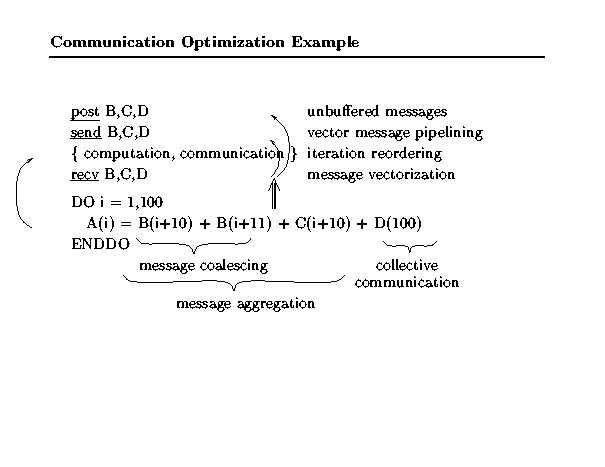 Communication Optimization Example
post B,C,D unbuffered messages
send B,C,D vector message pipelining
{ computation, communication } iteration reordering
recv B,C,D message vectorization
DO i = 1,100
A(i) = B(i+10) + B(i+11) + C(i+10) + D(100)
ENDDO
message coalescing collective
communication
message aggregation